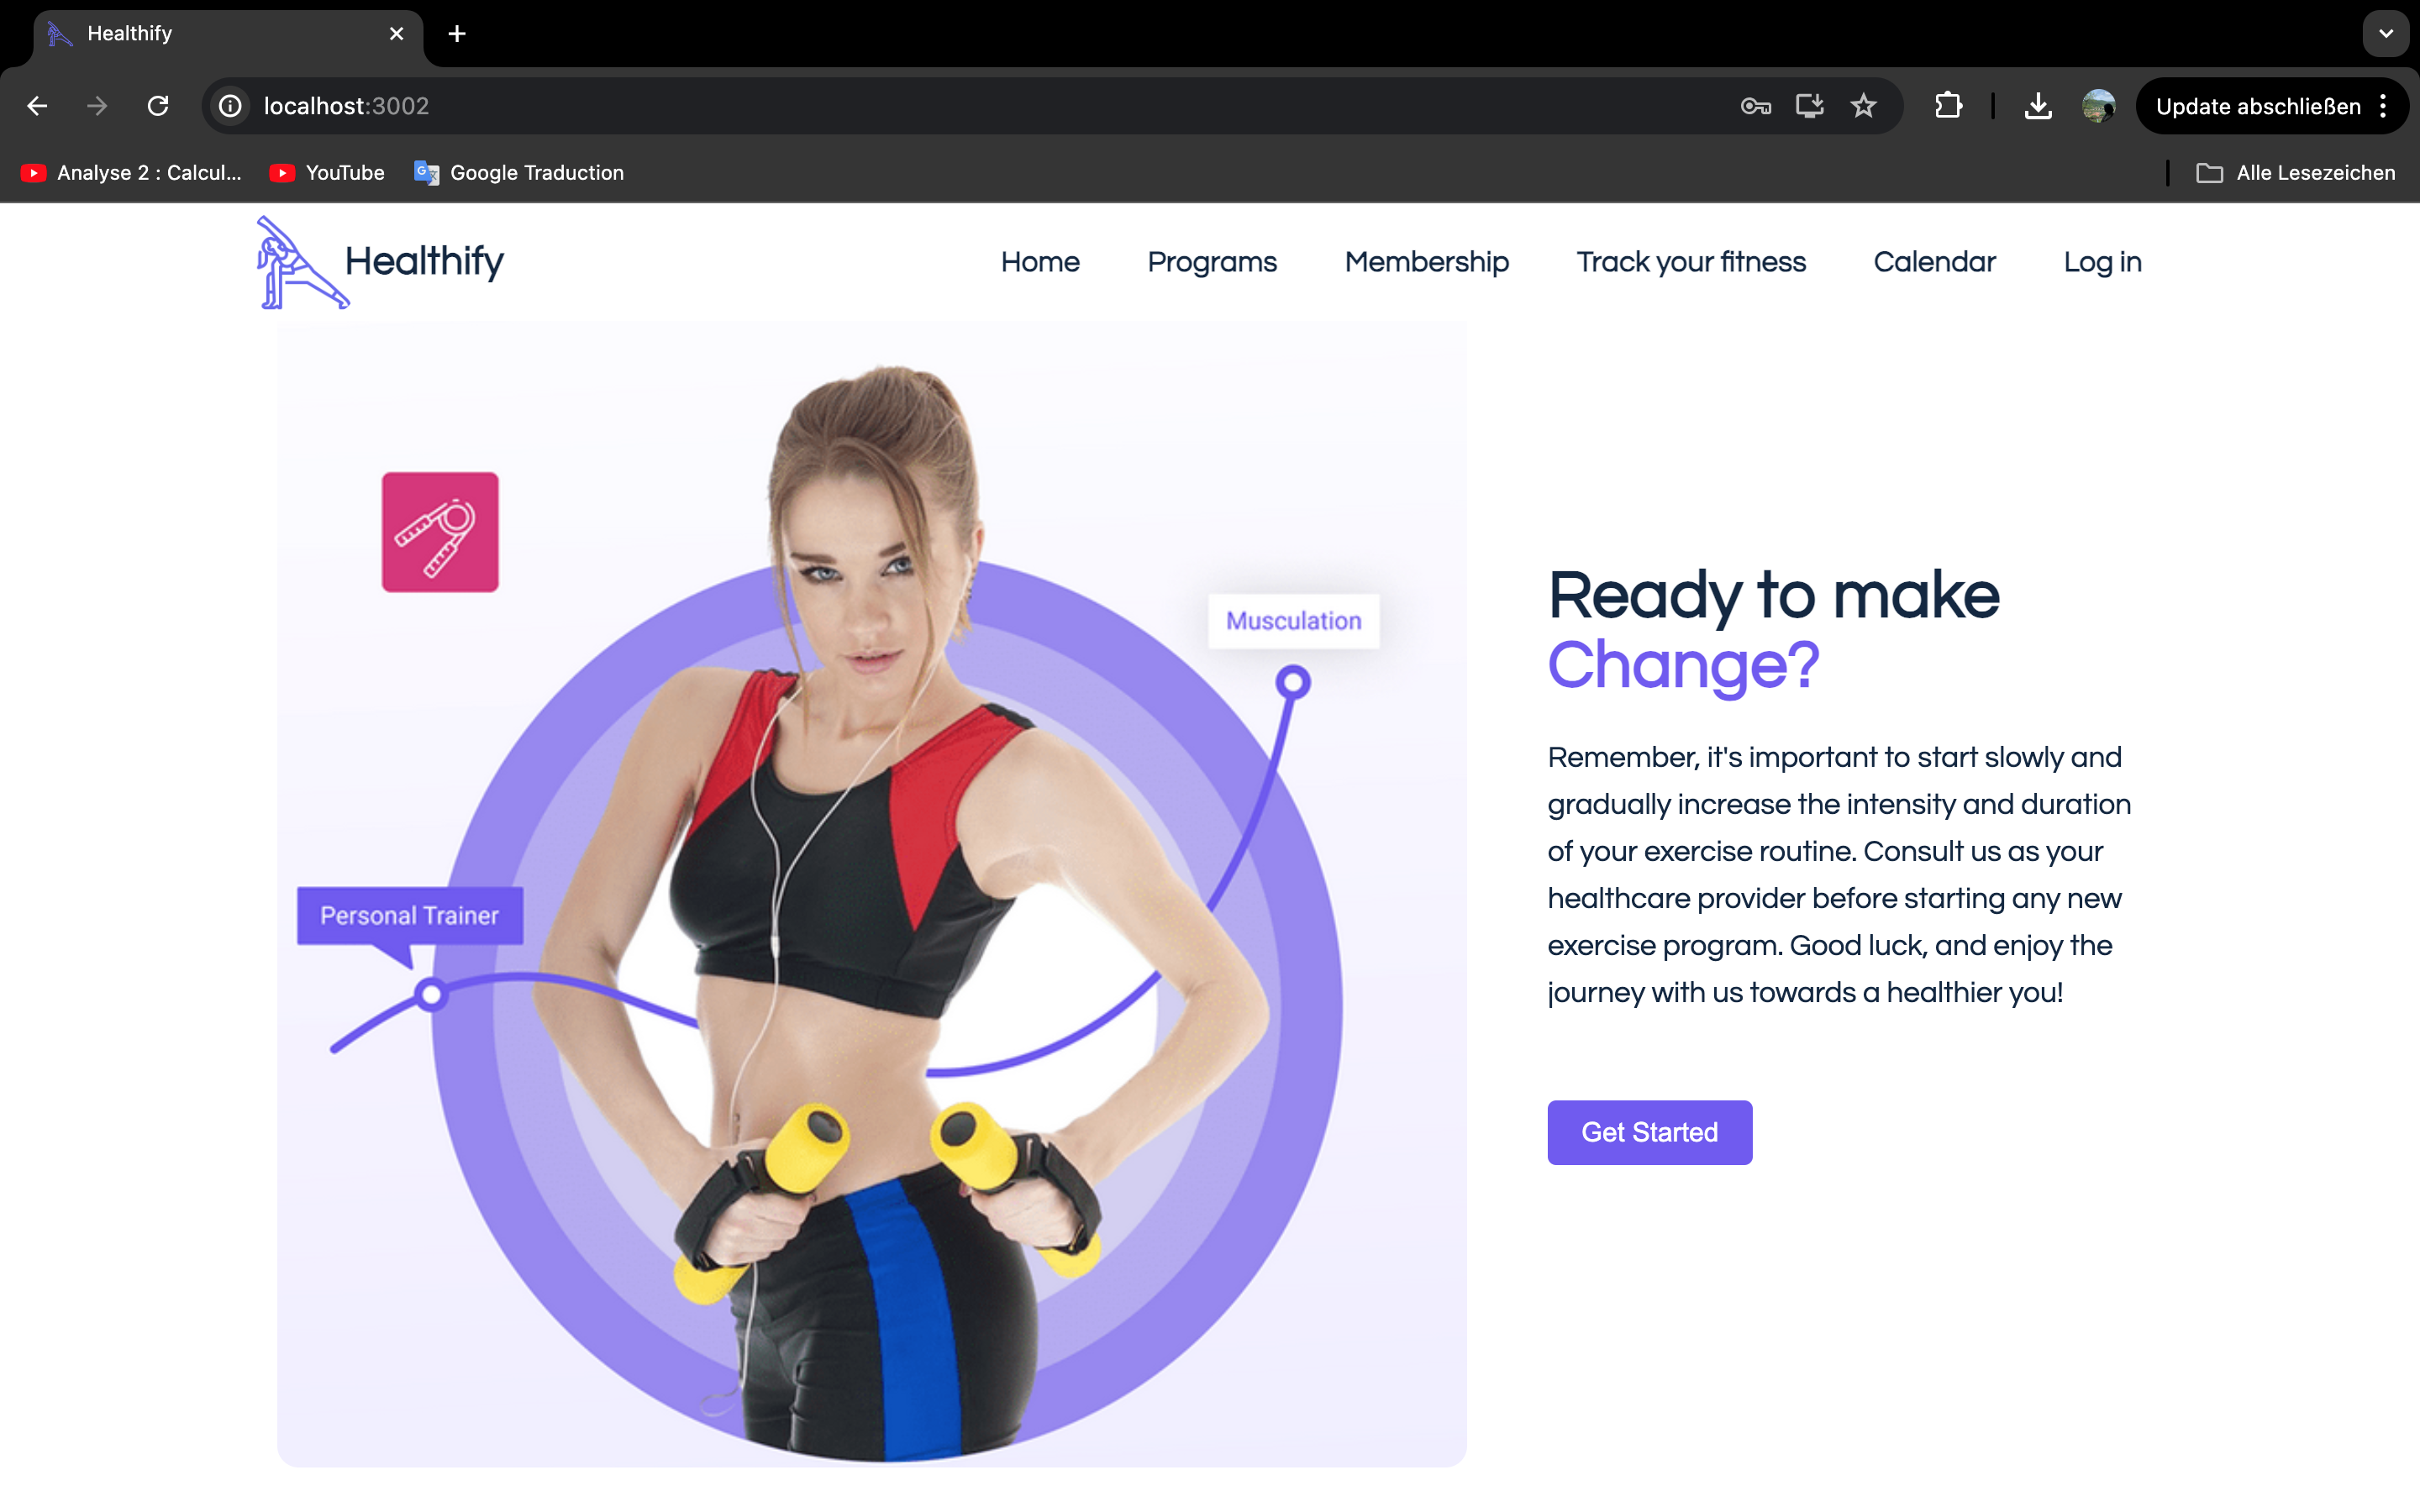 Healthify
localhost:3002
Update abschließen
Analyse 2 : Calcul...
YouTube
Google Traduction
Alle Lesezeichen
Healthify
Home
Programs
Membership
Track your fitness
Calendar
Log in
Musculation
Personal Trainer
Ready to make
Change?
Remember, it's important to start slowly and
gradually increase the intensity and duration
of your exercise routine. Consult us as your
healthcare provider before starting any new
exercise program. Good luck, and enjoy the
journey with us towards a healthier you!
Get Started